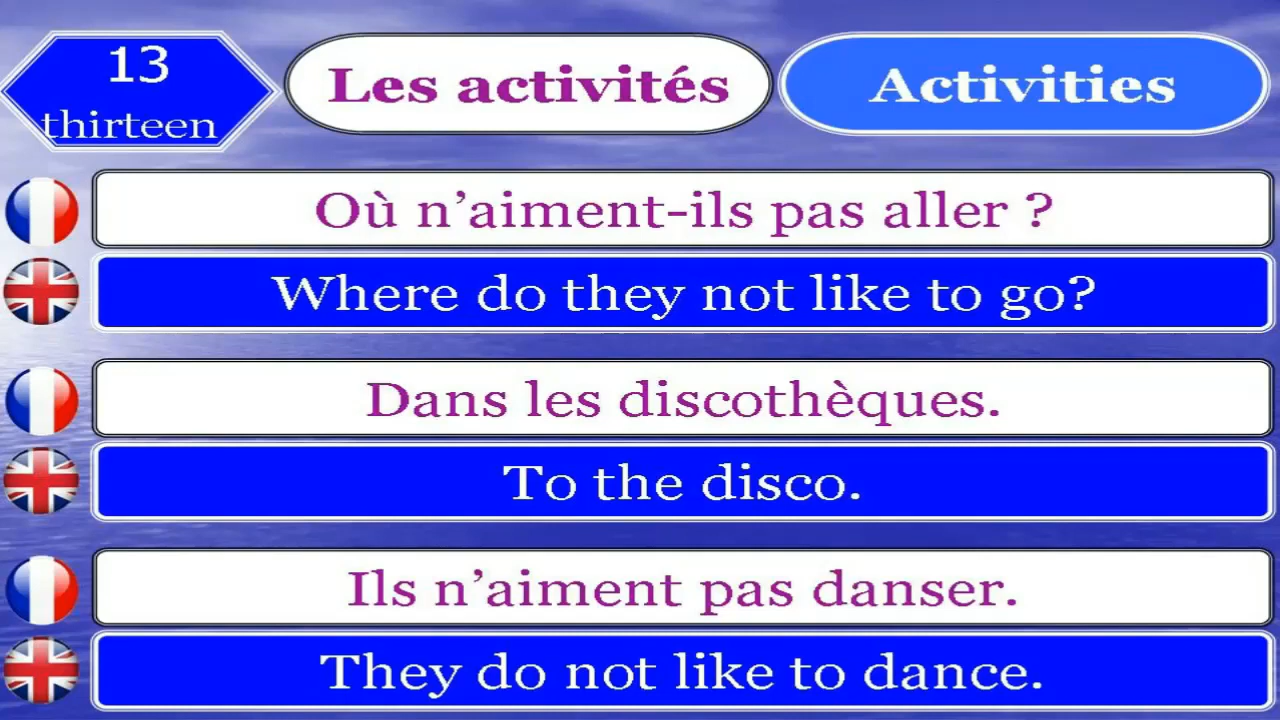 13
thirteen
Les activités
Activities
Où n’aiment-ils pas aller ?
Where do they not like to go?
Dans les discothèques.
To the disco.
Ils n’aiment pas danser.
They do not like to dance.